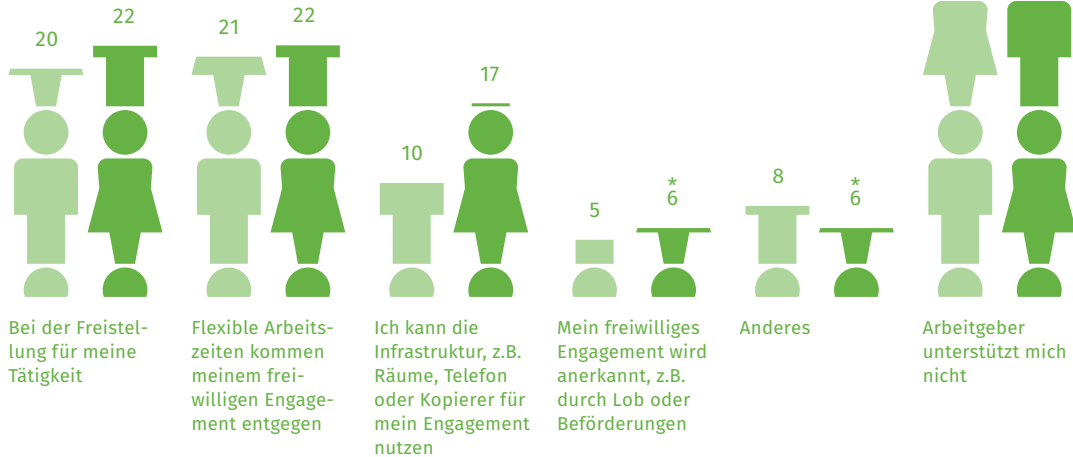 20
22
21
22
10
17
5
*
6
8
*
6
Bei der Freistel-
lung für meine
Tätigkeit
Flexible Arbeits-
zeiten kommen
meinem frei-
willigen Engage-
ment entgegen
Ich kann die
Infrastruktur, z.B.
Räume, Telefon
oder Kopierer für
mein Engagement
nutzen
Mein freiwilliges
Engagement wird
anerkannt, z.B.
durch Lob oder
Beförderungen
Anderes
Arbeitgeber
unterstützt mich
nicht